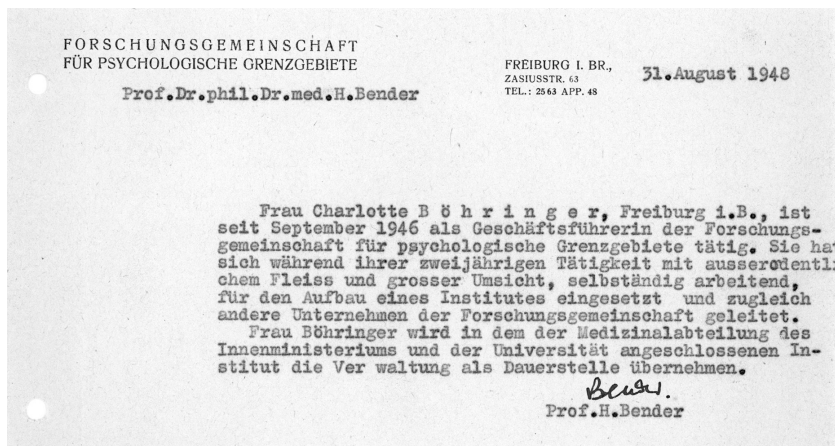 FORSCHUNGSGEMEINSCHAFT
FÜR PSYCHOLOGISCHE GRENZGEBIETE
Prof.Dr.phil.Dr.med.H.Bender
FREIBURG I. BR.,
ZASIUSSTR. 63
TEL.: 2563 APP. 48
31.August 1948
Frau Charlotte B ö h r i n g e r, Freiburg i.B., ist
seit September 1946 als Geschäftsführerin der Forschungs-
gemeinschaft für psychologische Grenzgebiete tätig. Sie hat
sich während ihrer zweijährigen Tätigkeit mit ausserodentli
chem Fleiss und grosser Umsicht, selbständig arbeitend,
für den Aufbau eines Institutes eingesetzt und zugleich
andere Unternehmen der Forschungsgemeinschaft geleitet.
Frau Böhringer wird in dem der Medizinalabteilung des
Innenministeriums und der Universität angeschlossenen In-
stitut die Ver waltung als Dauerstelle übernehmen.
Bender.
Prof.H.Bender